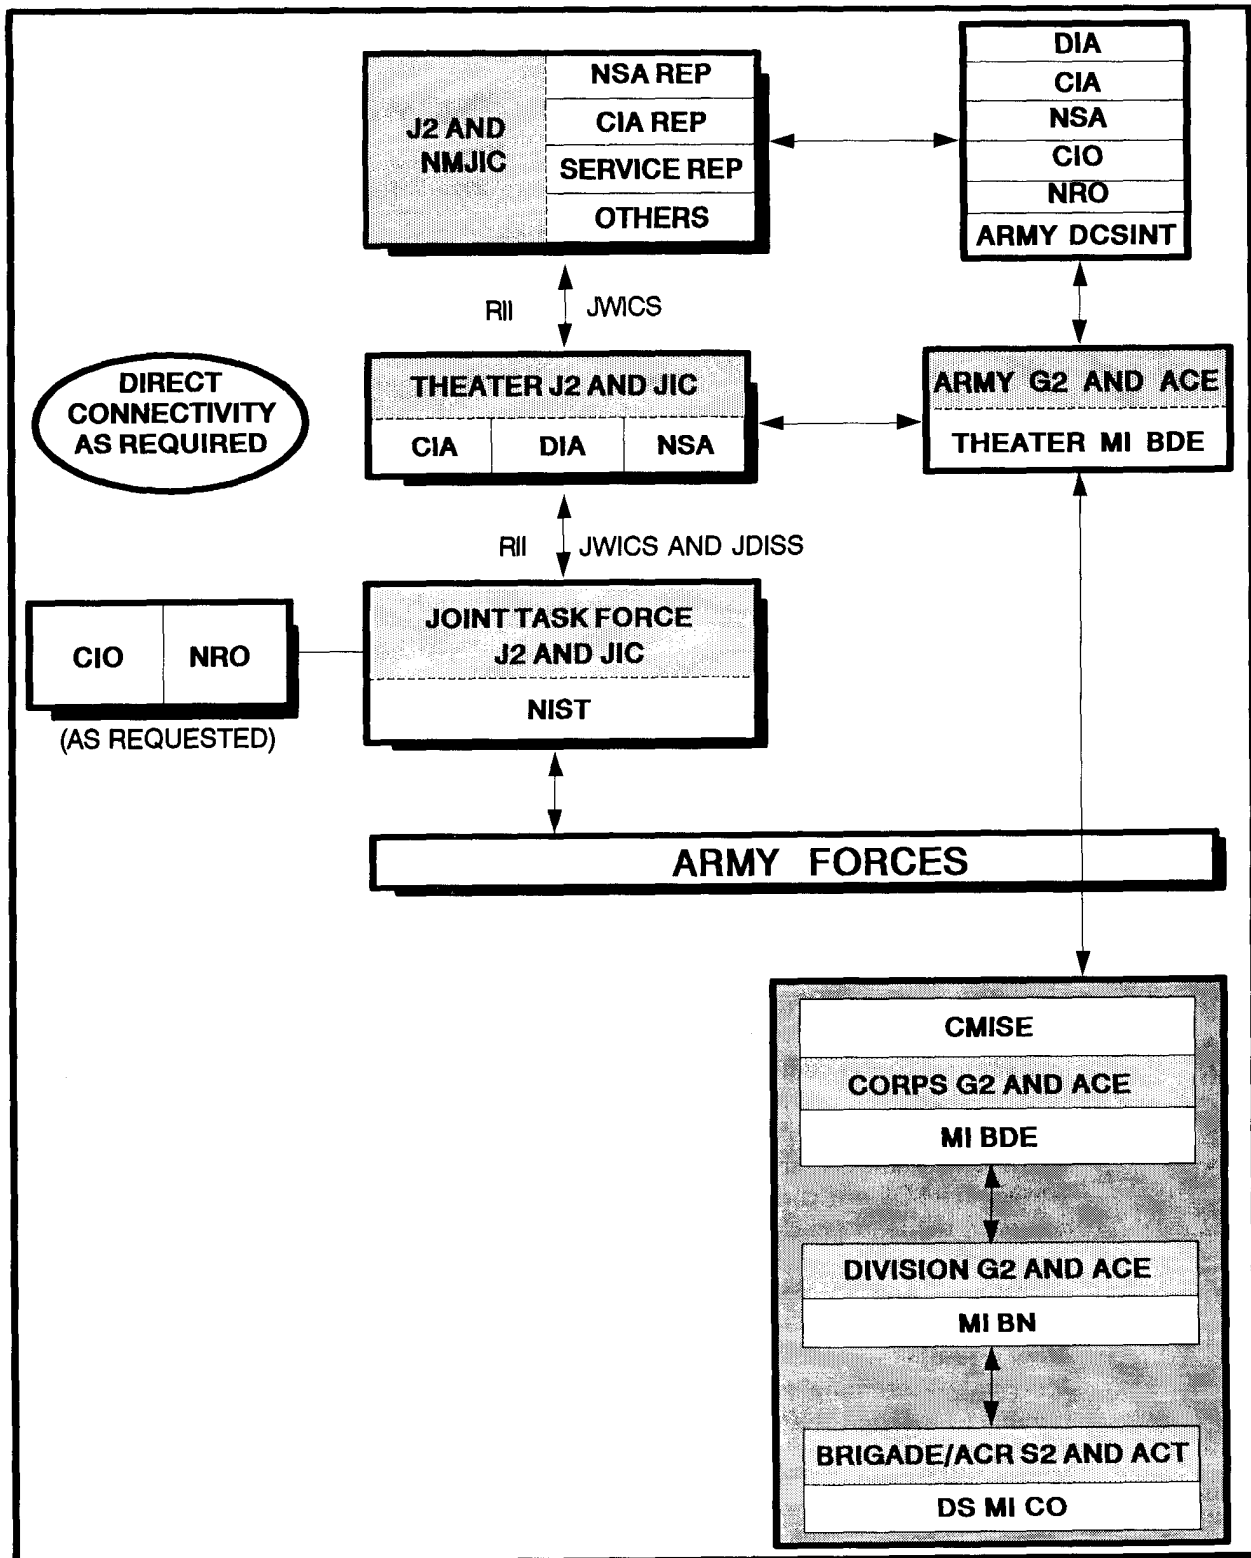 J2 AND
NMJIC
NSA REP
CIA REP
SERVICE REP
OTHERS
DIA
CIA
NSA
CIO
NRO
ARMY DCSINT
RII
JWICS
DIRECT
CONNECTIVITY
AS REQUIRED
THEATER J2 AND JIC
CIA
DIA
NSA
ARMY G2 AND ACE
THEATER MI BDE
RII
JWICS AND JDISS
CIO
NRO
(AS REQUESTED)
JOINT TASK FORCE
J2 AND JIC
NIST
ARMY FORCES
CMISE
CORPS G2 AND ACE
MI BDE
DIVISION G2 AND ACE
MI BN
BRIGADE/ACR S2 AND ACT
DS MI CO